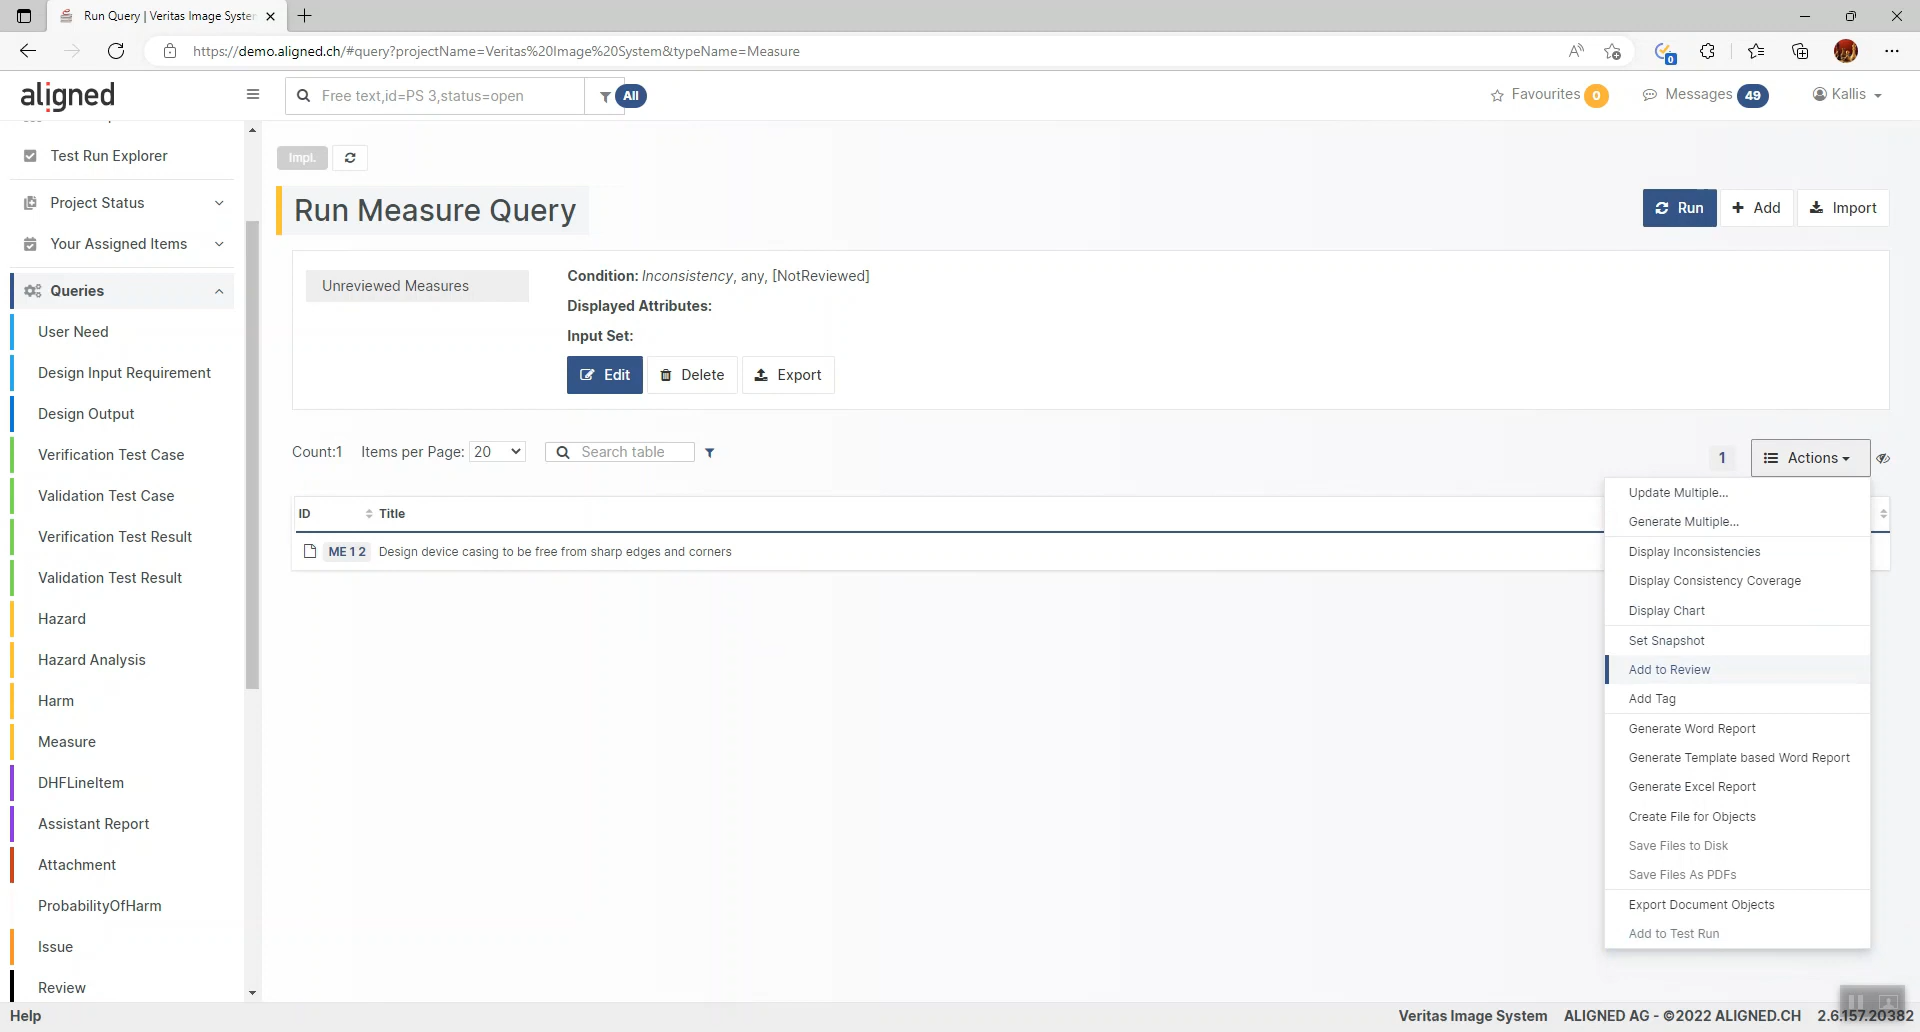 Run Query | Veritas Image System
https://demo.aligned.ch/#query?projectName=Veritas%20Image%20System&typeName=Measure
0
aligned
Free text,id=PS 3,status=open
All
Favourites 0
Messages 49
Kallis
Test Run Explorer
Project Status
Your Assigned Items
Queries
User Need
Design Input Requirement
Design Output
Verification Test Case
Validation Test Case
Verification Test Result
Validation Test Result
Hazard
Hazard Analysis
Harm
Measure
DHFLineItem
Assistant Report
Attachment
ProbabilityOfHarm
Issue
Review
Impl.
Run Measure Query
Run
Add
Import
Unreviewed Measures
Condition: Inconsistency, any, [NotReviewed]
Displayed Attributes:
Input Set:
Edit
Delete
Export
Count:1 Items per Page: 20
Search table
1
Actions
ID Title
ME 1 2 Design device casing to be free from sharp edges and corners
Update Multiple...
Generate Multiple...
Display Inconsistencies
Display Consistency Coverage
Display Chart
Set Snapshot
Add to Review
Add Tag
Generate Word Report
Generate Template based Word Report
Generate Excel Report
Create File for Objects
Save Files to Disk
Save Files As PDFs
Export Document Objects
Add to Test Run
Help
Veritas Image System ALIGNED AG - ©2022 ALIGNED.CH 2.6.157.20382